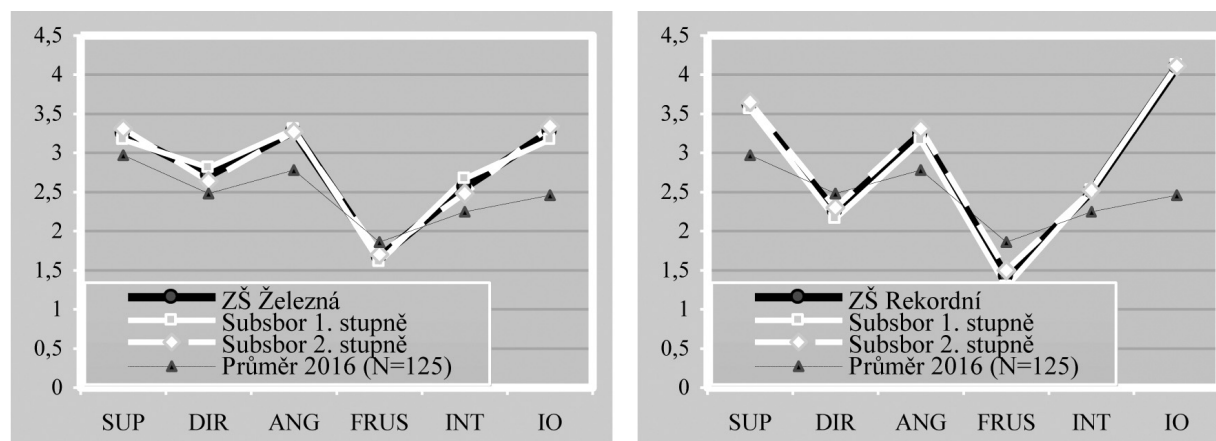 4,5
4
3,5
3
2,5
2
1,5
1
0,5
0
ZŠ Železná
Subsbor 1. stupně
Subsbor 2. stupně
Průměr 2016 (N=125)
SUP DIR ANG FRUS INT IO
4,5
4
3,5
3
2,5
2
1,5
1
0,5
0
ZŠ Rekordní
Subsbor 1. stupně
Subsbor 2. stupně
Průměr 2016 (N=125)
SUP DIR ANG FRUS INT IO